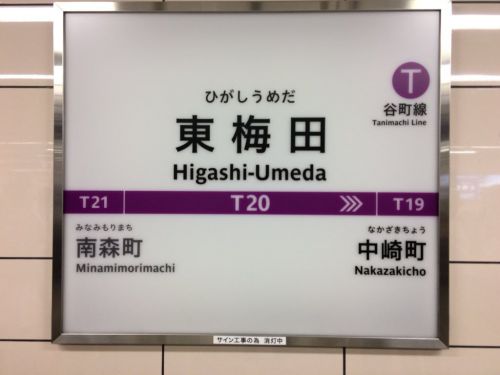 T
谷町線
Tanimachi Line
ひがしうめだ
東梅田
Higashi-Umeda
T21
T20
T19
みなみもりまち
南森町
Minamimorimachi
なかざきちょう
中崎町
Nakazakicho
サイン工事の為 消灯中